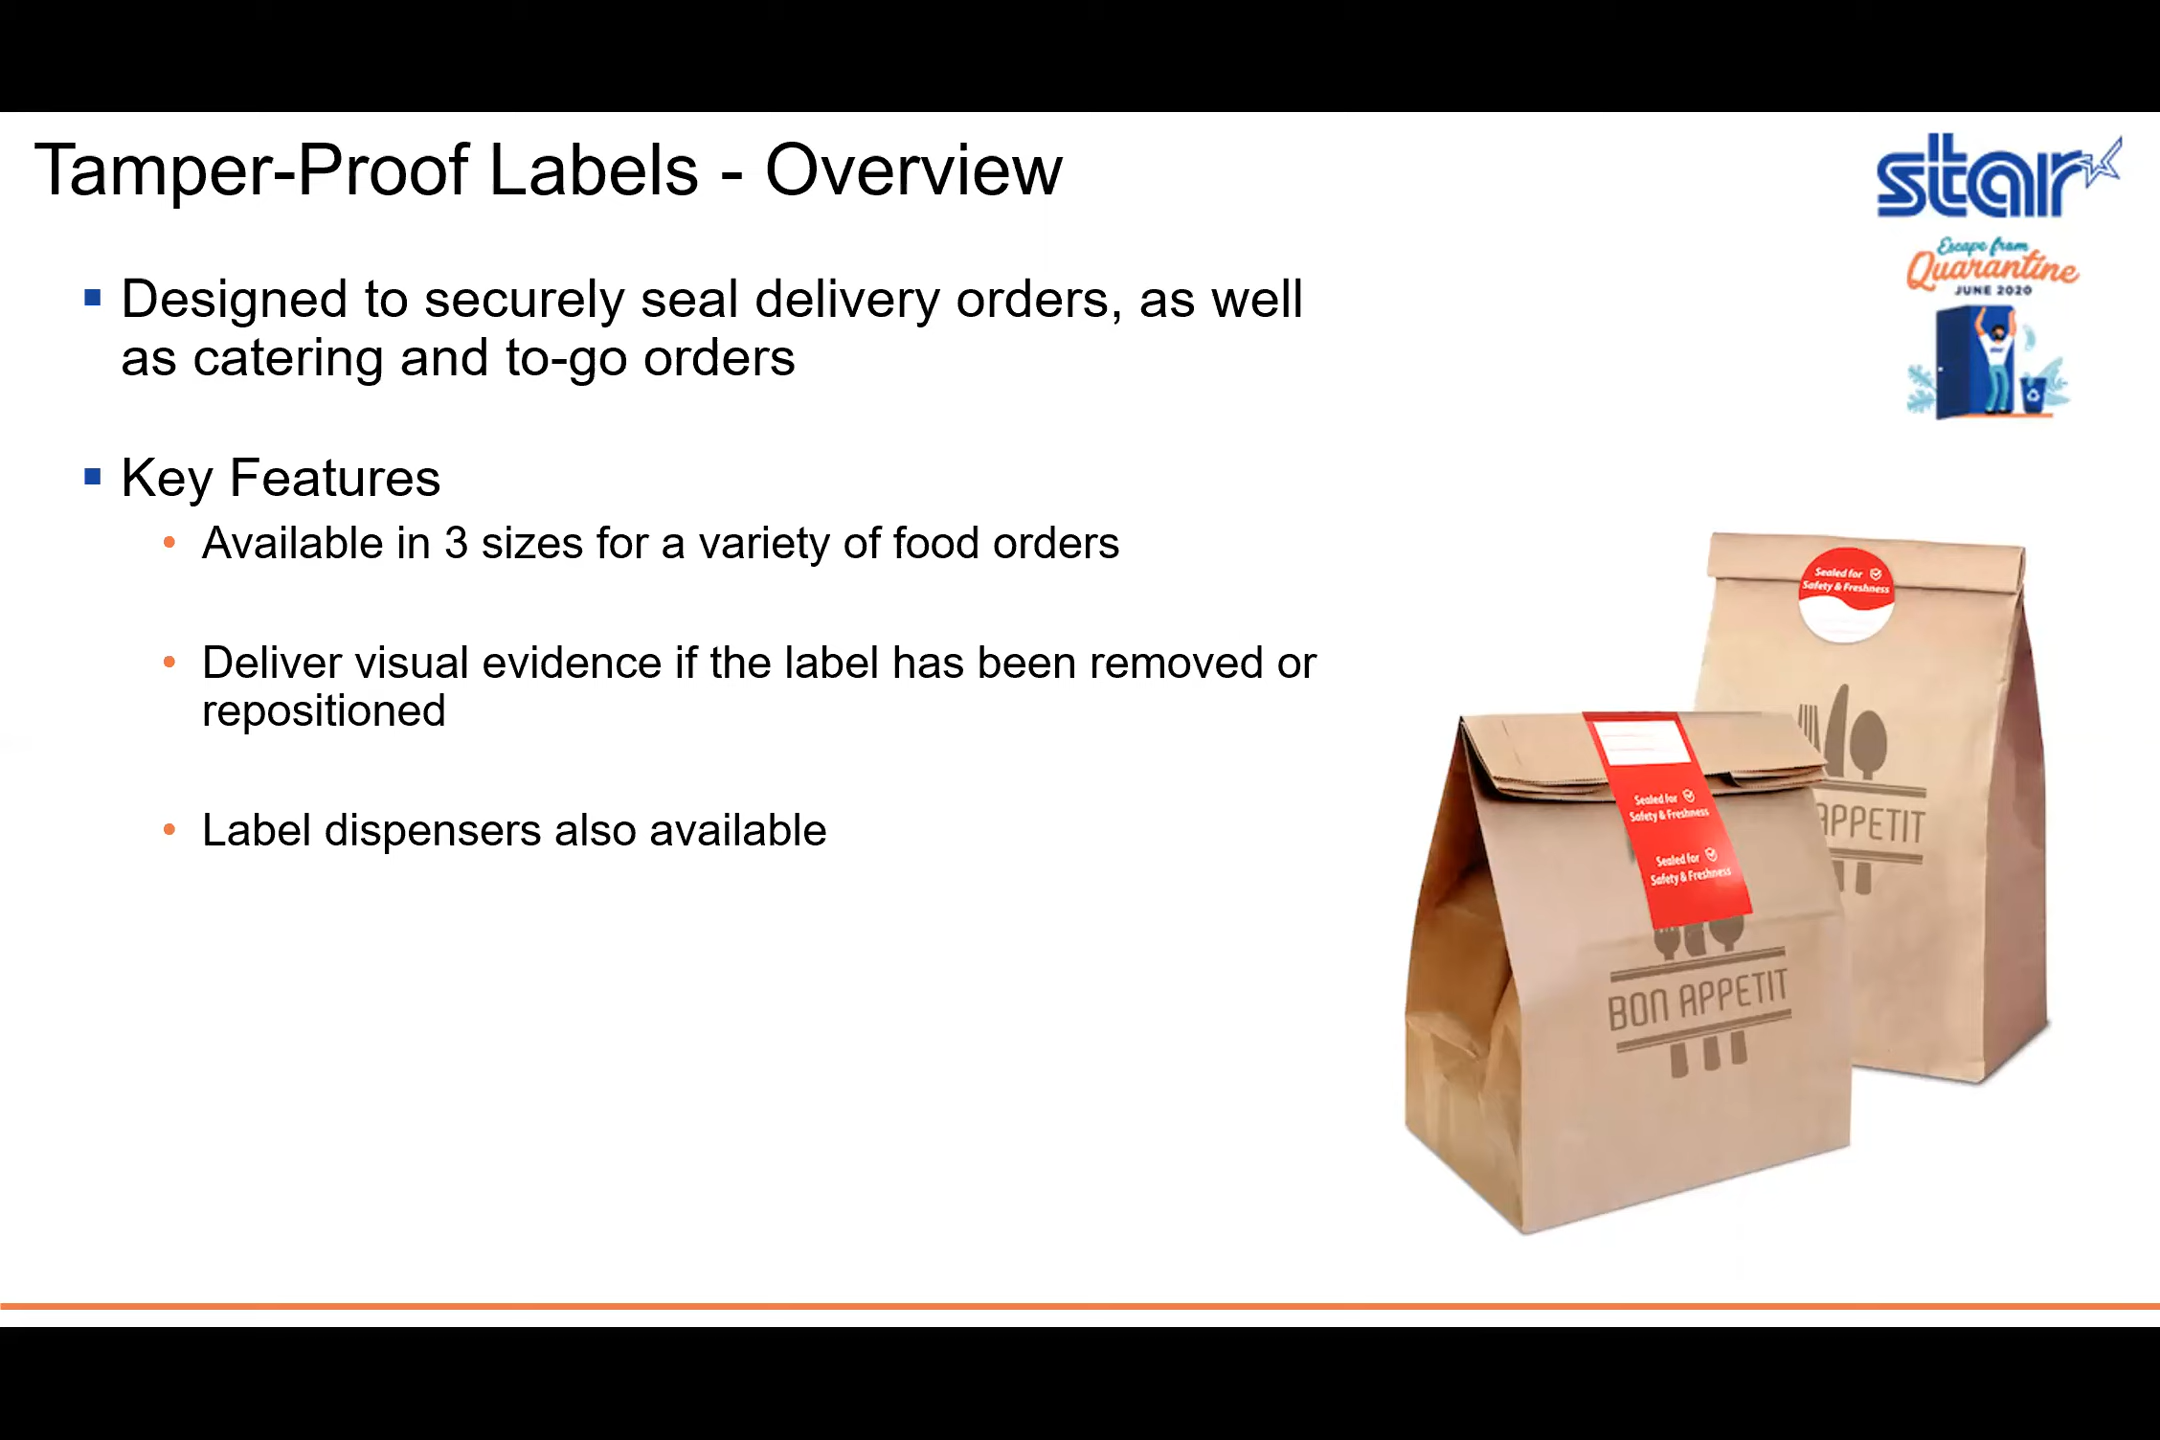 Tamper-Proof Labels - Overview
star
Escape from
Quarantine
JUNE 2020
Designed to securely seal delivery orders, as well
as catering and to-go orders
Key Features
Available in 3 sizes for a variety of food orders
Deliver visual evidence if the label has been removed or
repositioned
Label dispensers also available
Sealed for
Safety & Freshness
APPETIT
Sealed for
Safety & Freshness
Sealed for
Safety & Freshness
BON APPETIT